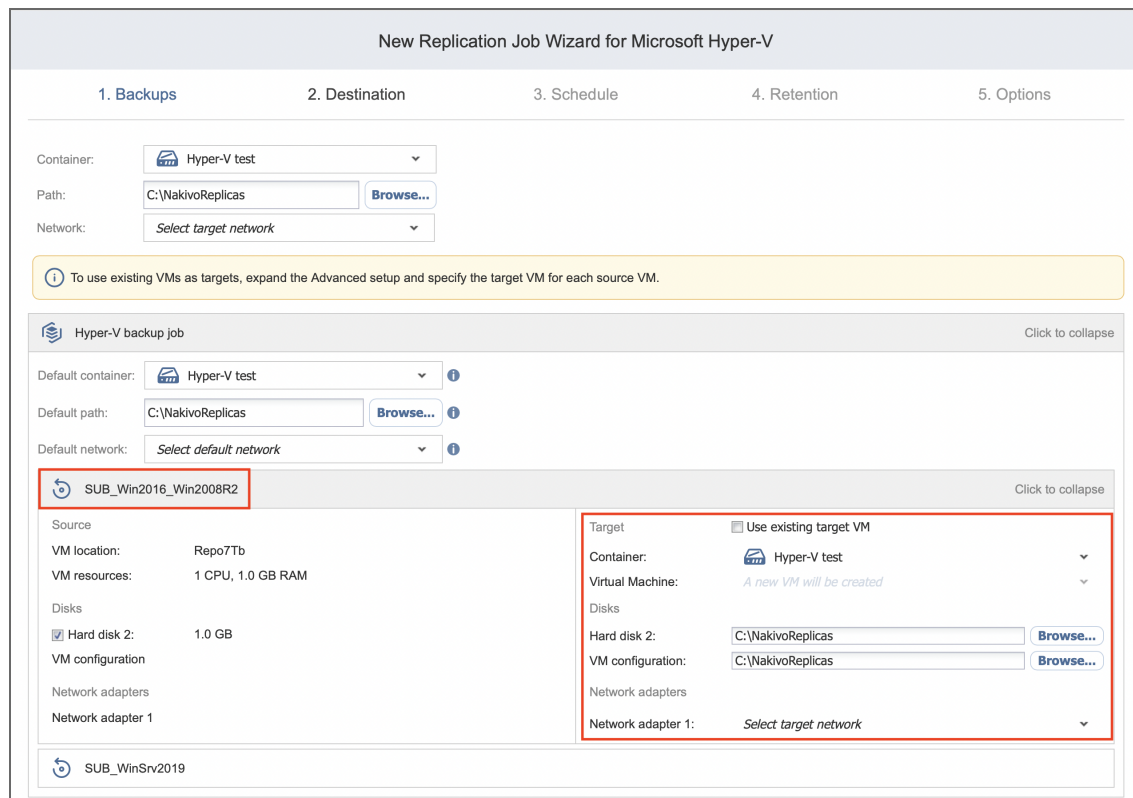 New Replication Job Wizard for Microsoft Hyper-V
1. Backups 2. Destination 3. Schedule 4. Retention 5. Options
Container: Hyper-V test
Path: C:\NakivoReplicas Browse...
Network: Select target network
To use existing VMs as targets, expand the Advanced setup and specify the target VM for each source VM.
Hyper-V backup job Click to collapse
Default container: Hyper-V test
Default path: C:\NakivoReplicas Browse...
Default network: Select default network
SUB_Win2016_Win2008R2 Click to collapse
Source
VM location: Repo7Tb
VM resources: 1 CPU, 1.0 GB RAM
Disks
Hard disk 2: 1.0 GB
VM configuration
Network adapters
Network adapter 1
Target Use existing target VM
Container: Hyper-V test
Virtual Machine: A new VM will be created
Disks
Hard disk 2: C:\NakivoReplicas Browse...
VM configuration: C:\NakivoReplicas Browse...
Network adapters
Network adapter 1: Select target network
SUB_WinSrv2019